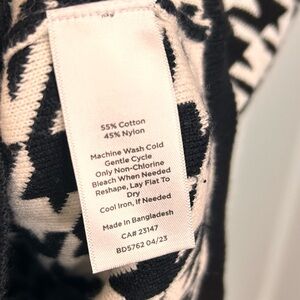 55% Cotton
45% Nylon
Machine Wash Cold
Gentle Cycle
Only Non-Chlorine
Bleach When Needed
Reshape, Lay Flat To
Dry
Cool Iron, If Needed
Made In Bangladesh
CA# 23147
BD5762 04/23